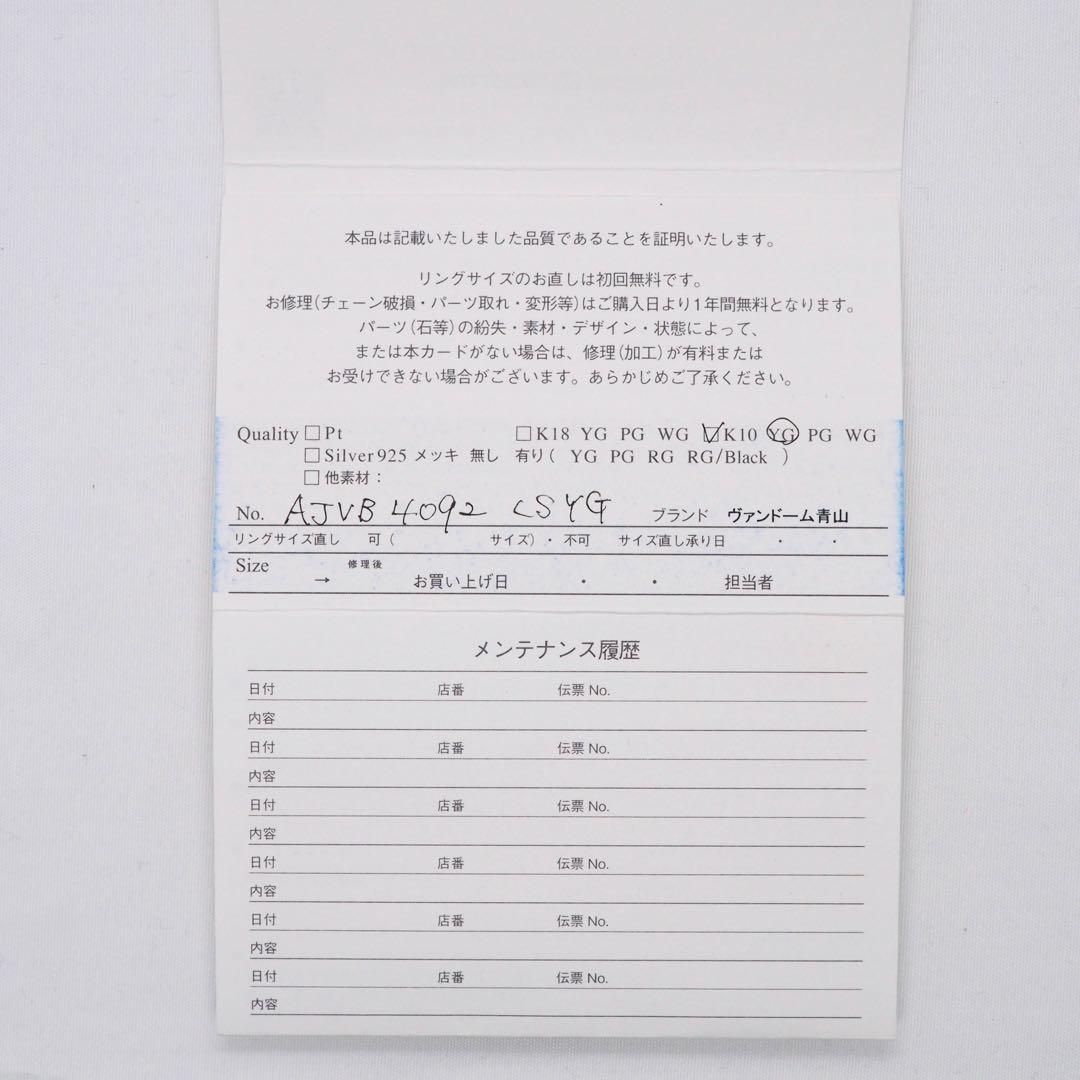 本品は記載いたしました品質であることを証明いたします。
リングサイズのお直しは初回無料です。
お修理(チェーン破損・パーツ取れ・変形等)はご購入日より1年間無料となります。
パーツ(石等)の紛失・素材・デザイン・状態によって、
または本カードがない場合は、修理(加工)が有料または
お受けできない場合がございます。あらかじめご了承ください。
Quality □Pt □K18 YG PG WG ☑K10 YG PG WG
□Silver925 メッキ 無し 有り( YG PG RG RG/Black )
□他素材：
No. AJVB 4092 LSYG ブランド ヴァンドーム青山
リングサイズ直し 可( サイズ)・不可 サイズ直し承り日 ・ ・
Size → 修理後 お買い上げ日 ・ ・ 担当者
メンテナンス履歴
日付 店番 伝票 No.
内容
日付 店番 伝票 No.
内容
日付 店番 伝票 No.
内容
日付 店番 伝票 No.
内容
日付 店番 伝票 No.
内容
日付 店番 伝票 No.
内容